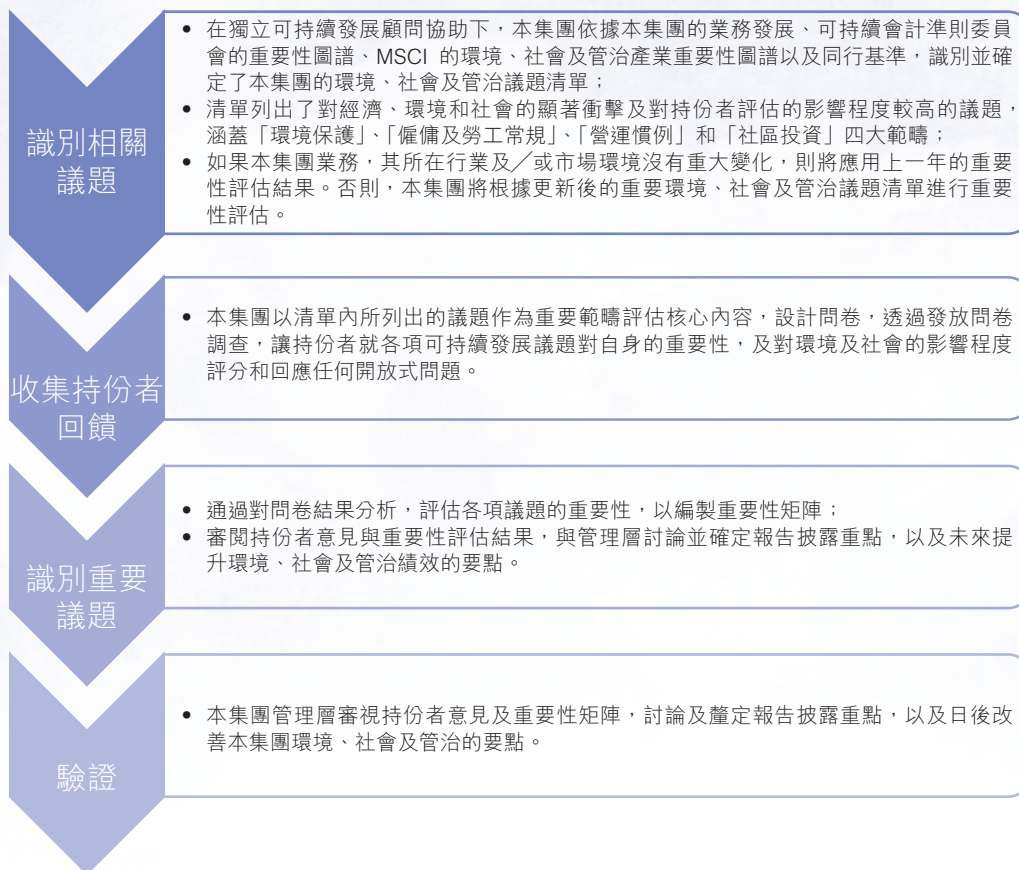 識別相關
議題
• 在獨立可持續發展顧問協助下，本集團依據本集團的業務發展、可持續會計準則委員
會的重要性圖譜、MSCI 的環境、社會及管治產業重要性圖譜以及同行基準，識別並確
定了本集團的環境、社會及管治議題清單；
• 清單列出了對經濟、環境和社會的顯著衝擊及對持份者評估的影響程度較高的議題，
涵蓋「環境保護」、「僱傭及勞工常規」、「營運慣例」和「社區投資」四大範疇；
• 如果本集團業務，其所在行業及╱或市場環境沒有重大變化，則將應用上一年的重要
性評估結果。否則，本集團將根據更新後的重要環境、社會及管治議題清單進行重要
性評估。
收集持份者
回饋
• 本集團以清單內所列出的議題作為重要範疇評估核心內容，設計問卷，透過發放問卷
調查，讓持份者就各項可持續發展議題對自身的重要性，及對環境及社會的影響程度
評分和回應任何開放式問題。
識別重要
議題
• 通過對問卷結果分析，評估各項議題的重要性，以編製重要性矩陣；
• 審閱持份者意見與重要性評估結果，與管理層討論並確定報告披露重點，以及未來提
升環境、社會及管治績效的要點。
驗證
• 本集團管理層審視持份者意見及重要性矩陣，討論及釐定報告披露重點，以及日後改
善本集團環境、社會及管治的要點。